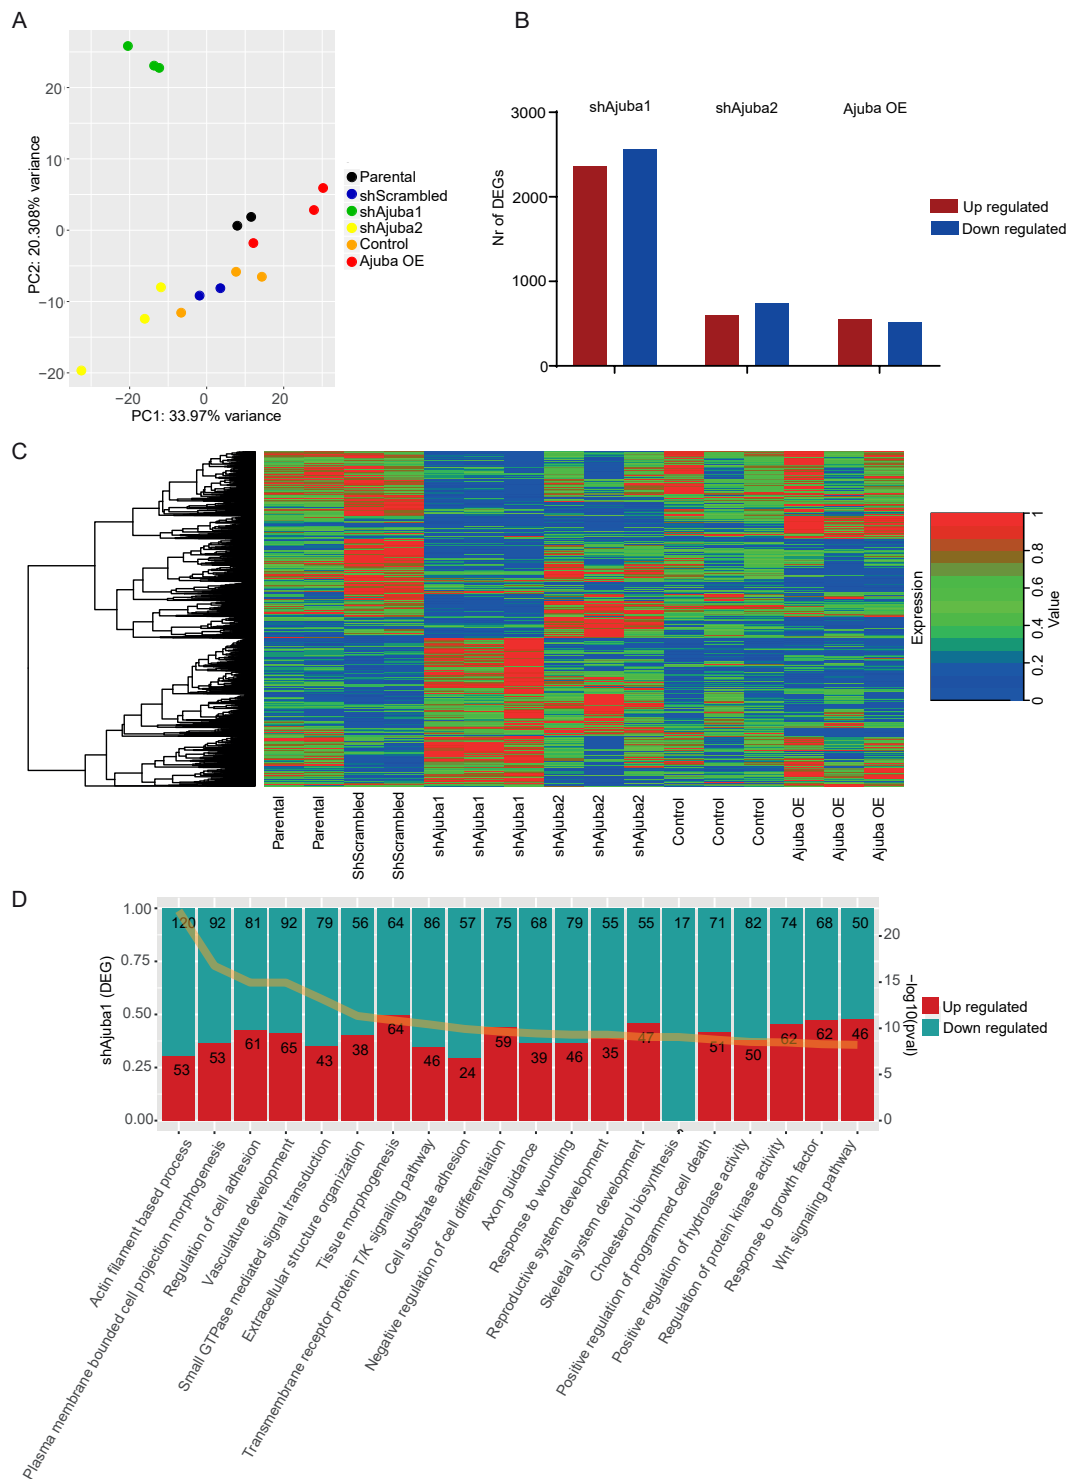 A
20
10
0
−10
−20
−20
0
20
PC2: 20.308% variance
PC1: 33.97% variance
Parental
shScrambled
shAjuba1
shAjuba2
Control
Ajuba OE
B
shAjuba1
shAjuba2
Ajuba OE
3000
2000
1000
0
Nr of DEGs
Up regulated
Down regulated
C
Parental
Parental
ShScrambled
ShScrambled
shAjuba1
shAjuba1
shAjuba1
shAjuba2
shAjuba2
shAjuba2
Control
Control
Control
Ajuba OE
Ajuba OE
Ajuba OE
Expression
0
0.2
0.4
0.6
0.8
1
Value
D
shAjuba1 (DEG)
1.00
0.75
0.50
0.25
0.00
120 92 81 92 79 56 64 86 57 75 68 79 55 55 17 71 82 74 68 50
53 53 61 65 43 38 64 46 24 59 39 46 35 47 51 50 62 62 46
20
15
10
5
0
−log10(pval)
Up regulated
Down regulated
Actin filament based process
Plasma membrane bounded cell projection morphogenesis
Regulation of cell adhesion
Vasculature development
Small GTPase mediated signal transduction
Extracellular structure organization
Tissue morphogenesis
Transmembrane receptor protein T/K signaling pathway
Cell substrate adhesion
Negative regulation of cell differentiation
Axon guidance
Response to wounding
Reproductive system development
Skeletal system development
Cholesterol biosynthesis
Positive regulation of programmed cell death
Positive regulation of hydrolase activity
Regulation of protein kinase activity
Response to growth factor
Wnt signaling pathway